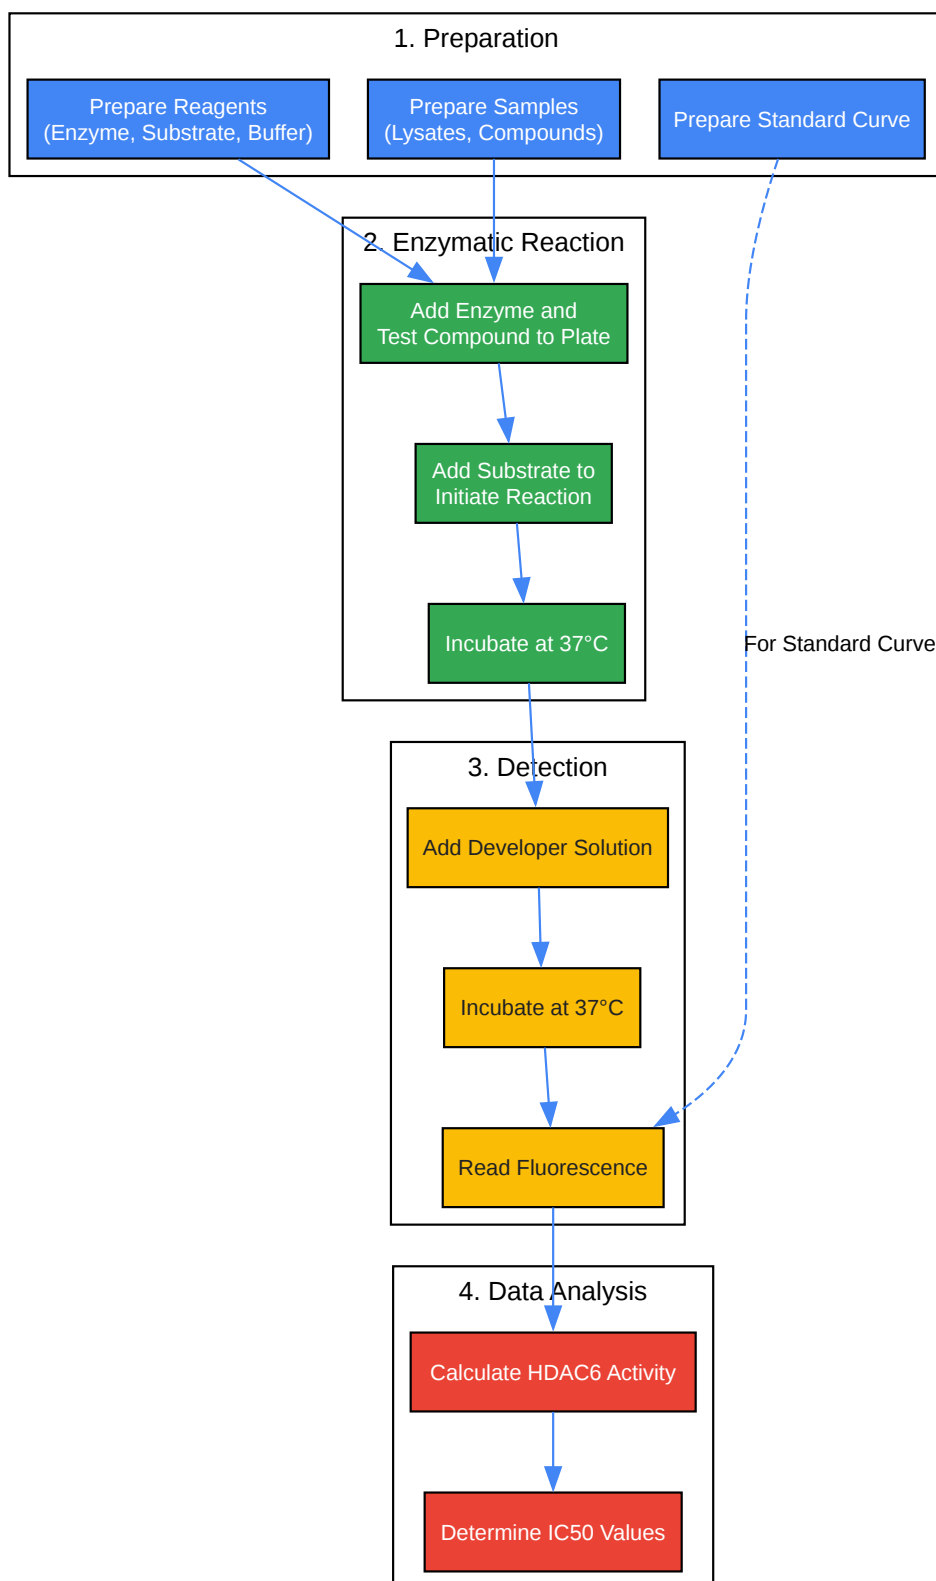 1. Preparation
Prepare Reagents
(Enzyme, Substrate, Buffer)
Prepare Samples
(Lysates, Compounds)
Prepare Standard Curve
2. Enzymatic Reaction
Add Enzyme and
Test Compound to Plate
Add Substrate to
Initiate Reaction
Incubate at 37°C
For Standard Curve
3. Detection
Add Developer Solution
Incubate at 37°C
Read Fluorescence
4. Data Analysis
Calculate HDAC6 Activity
Determine IC50 Values